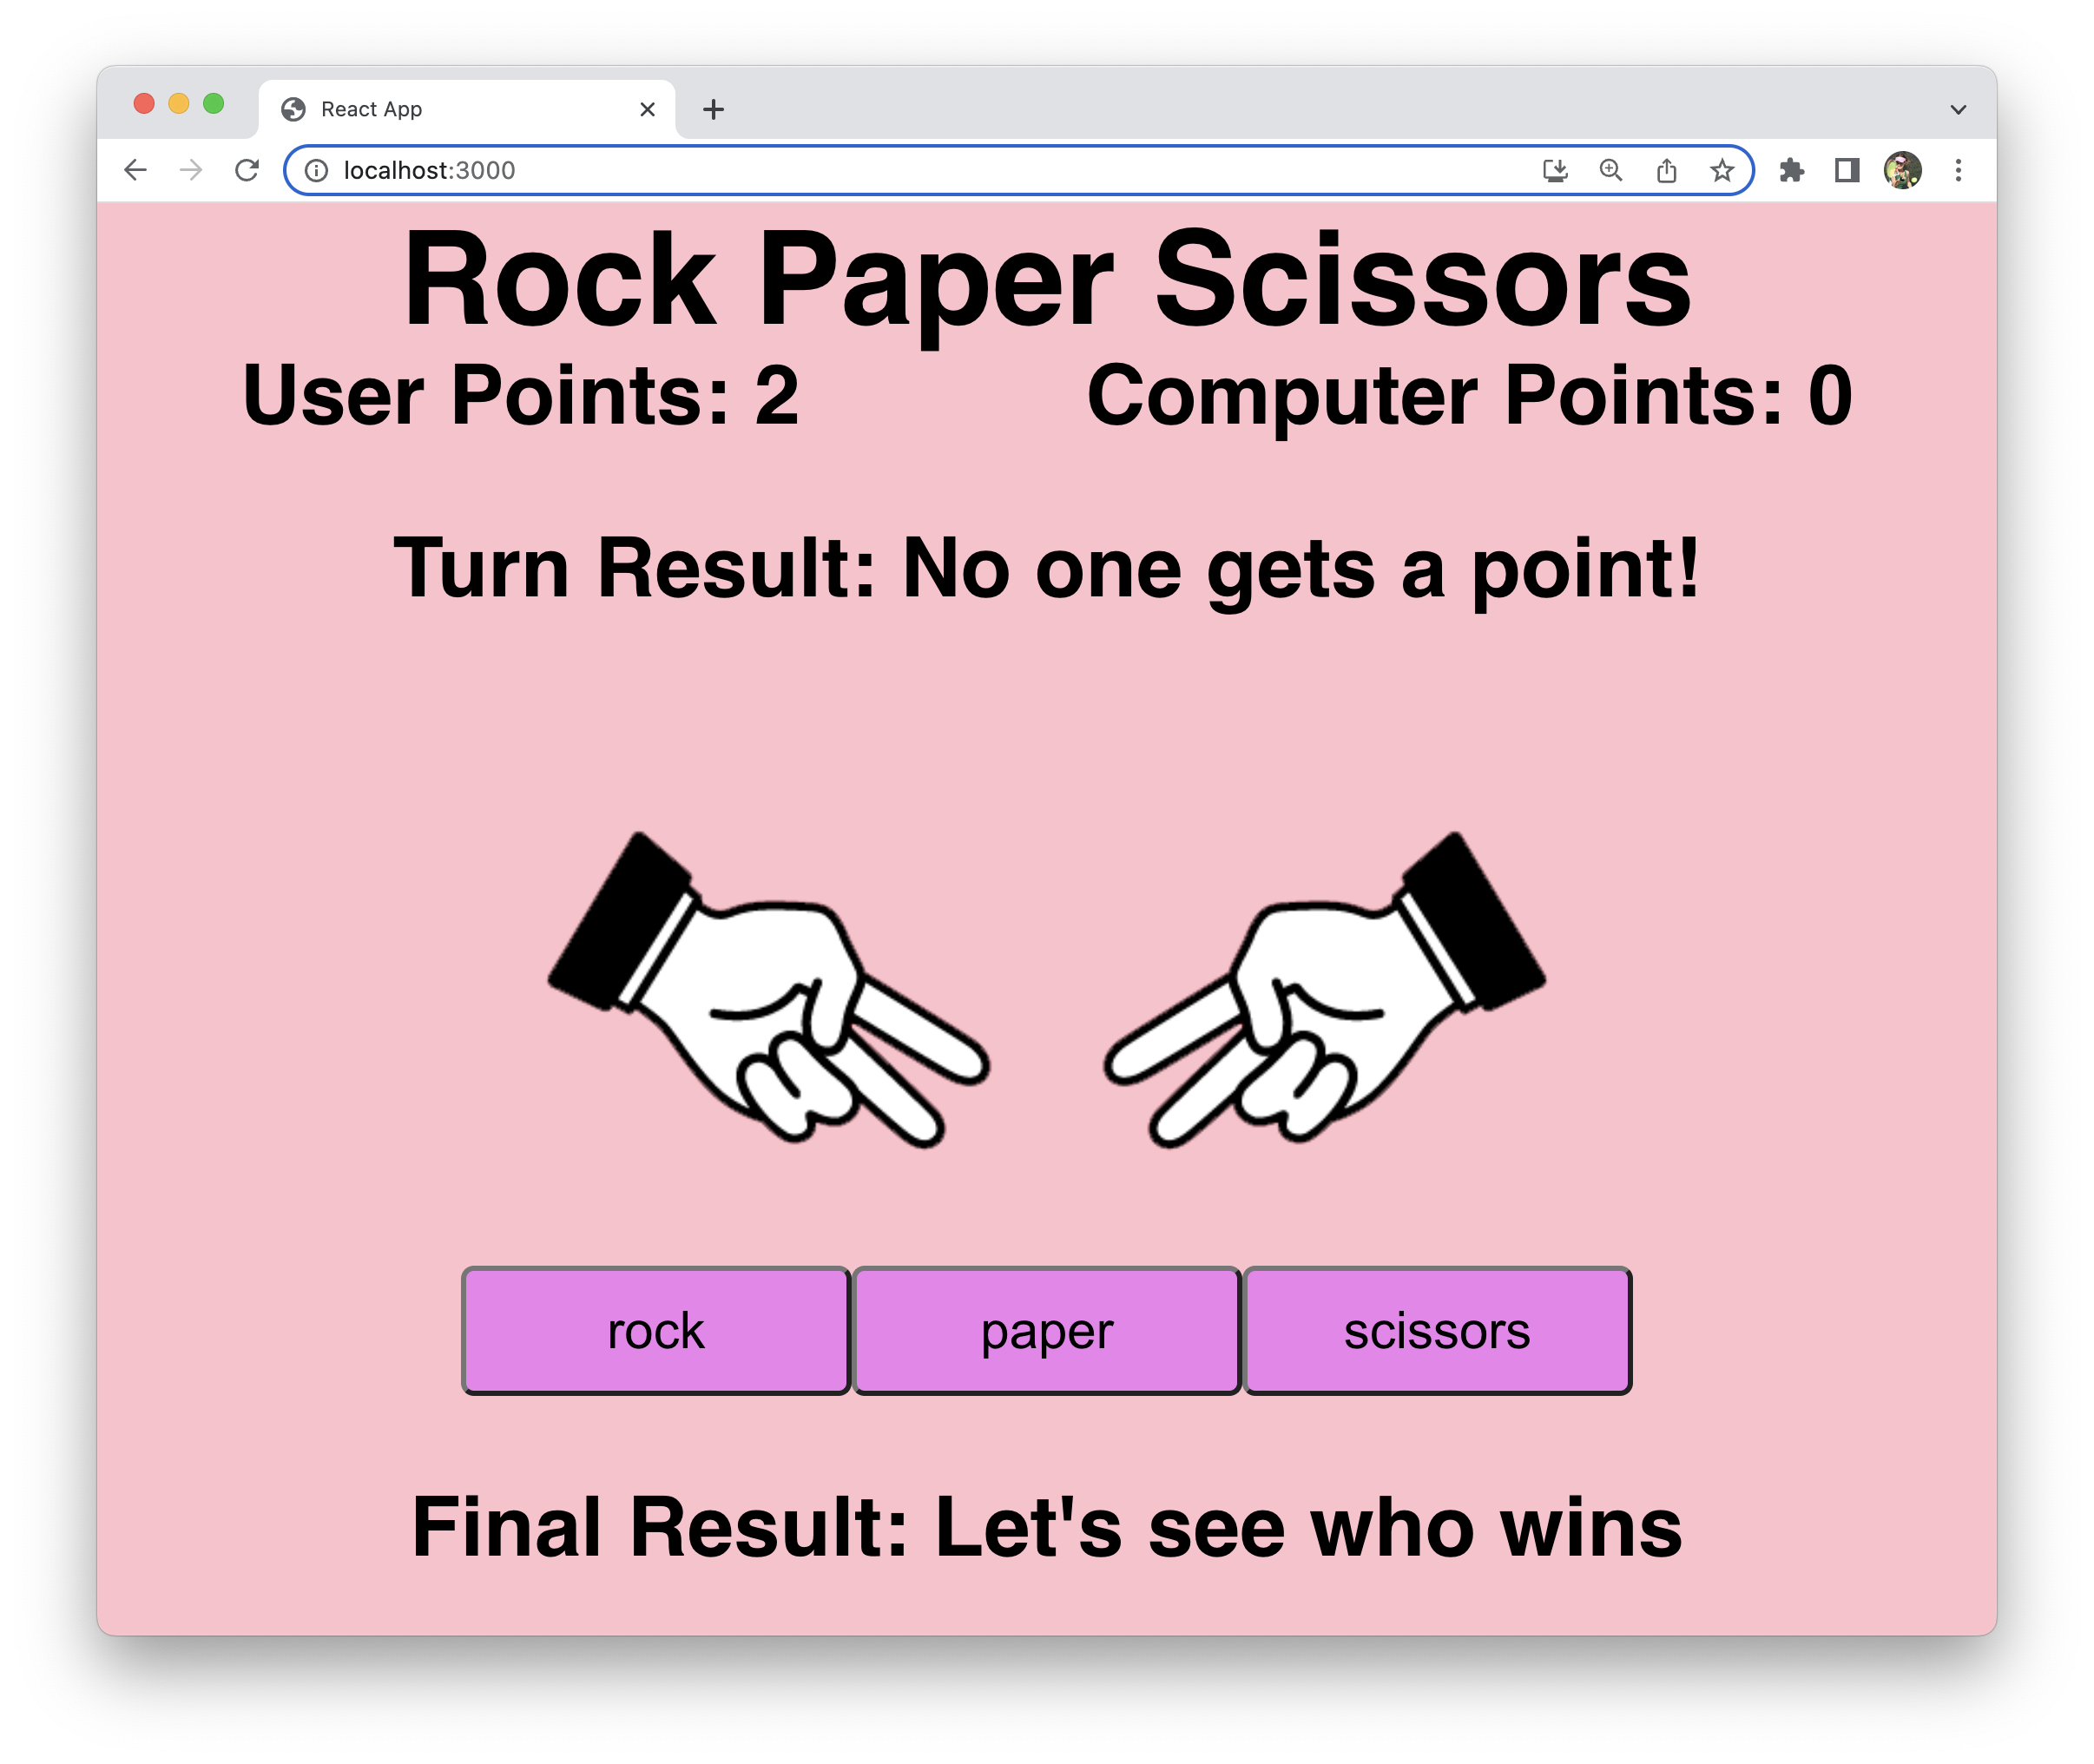 React App
localhost:3000
Rock Paper Scissors
User Points: 2 Computer Points: 0
Turn Result: No one gets a point!
rock paper scissors
Final Result: Let's see who wins